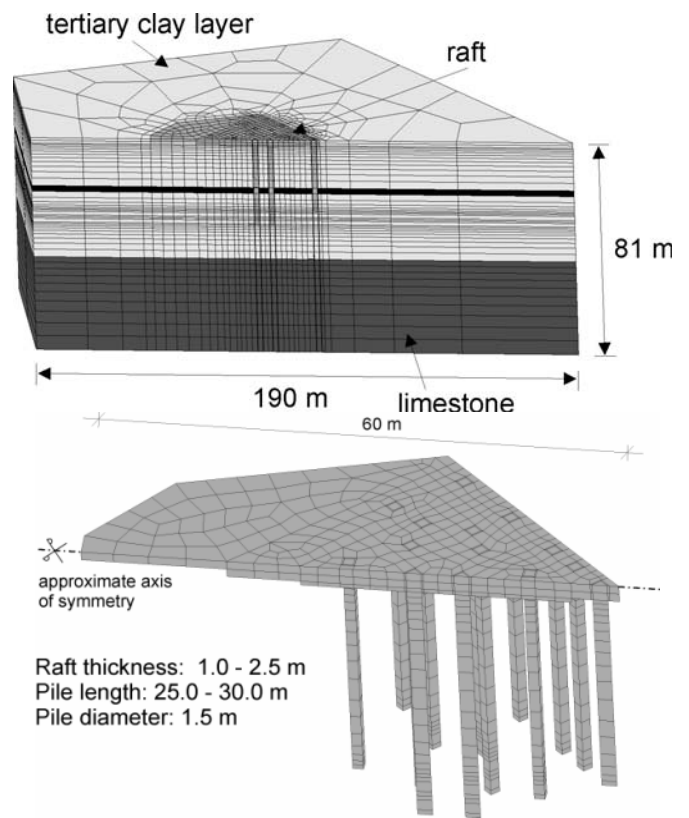 tertiary clay layer
raft
81 m
190 m
limestone
60 m
approximate axis
of symmetry
Raft thickness: 1.0 - 2.5 m
Pile length: 25.0 - 30.0 m
Pile diameter: 1.5 m